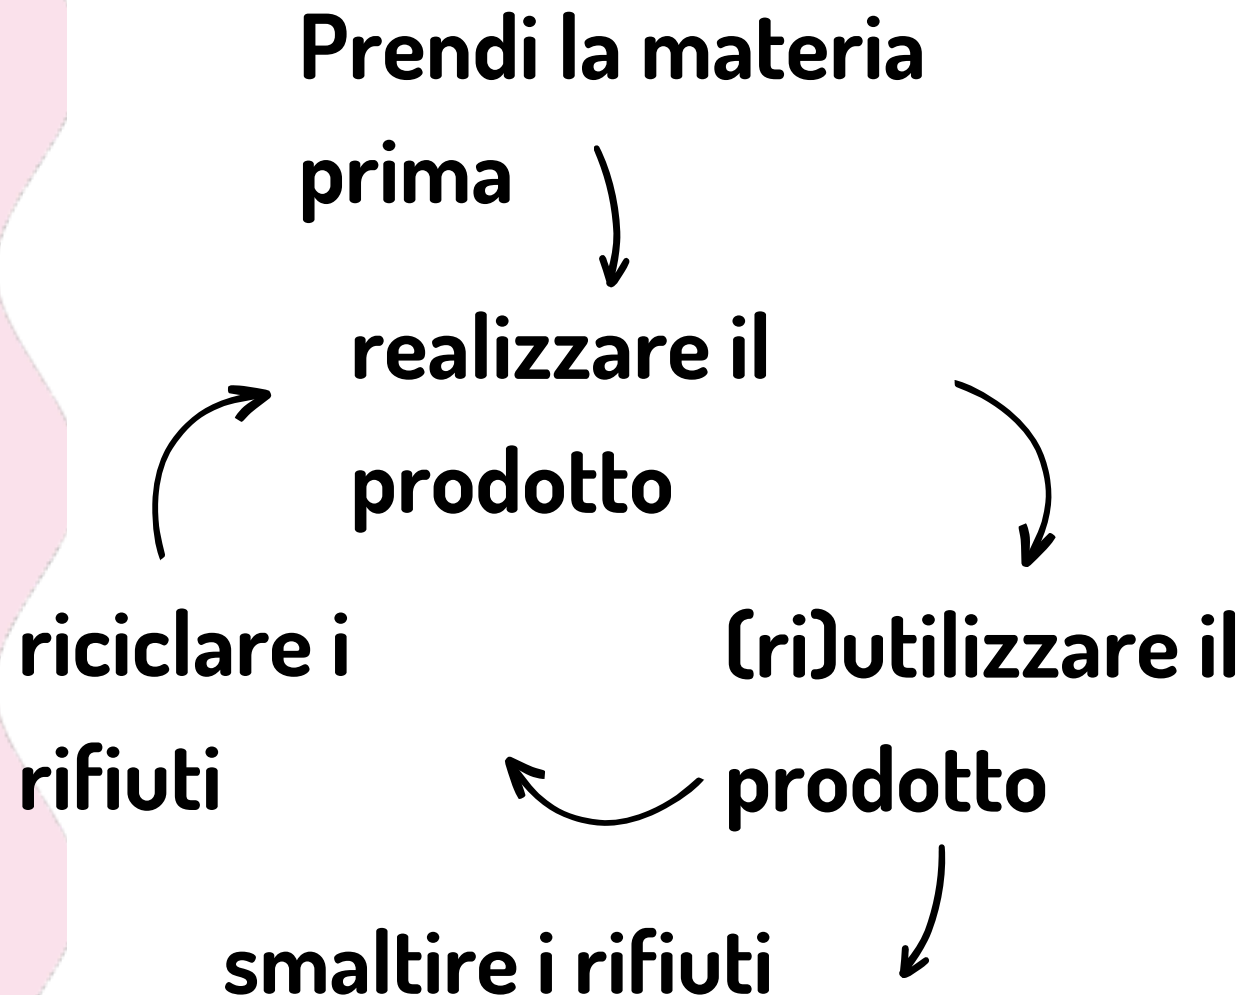 Prendi la materia
prima
realizzare il
prodotto
(ri)utilizzare il
prodotto
riciclare i
rifiuti
smaltire i rifiuti